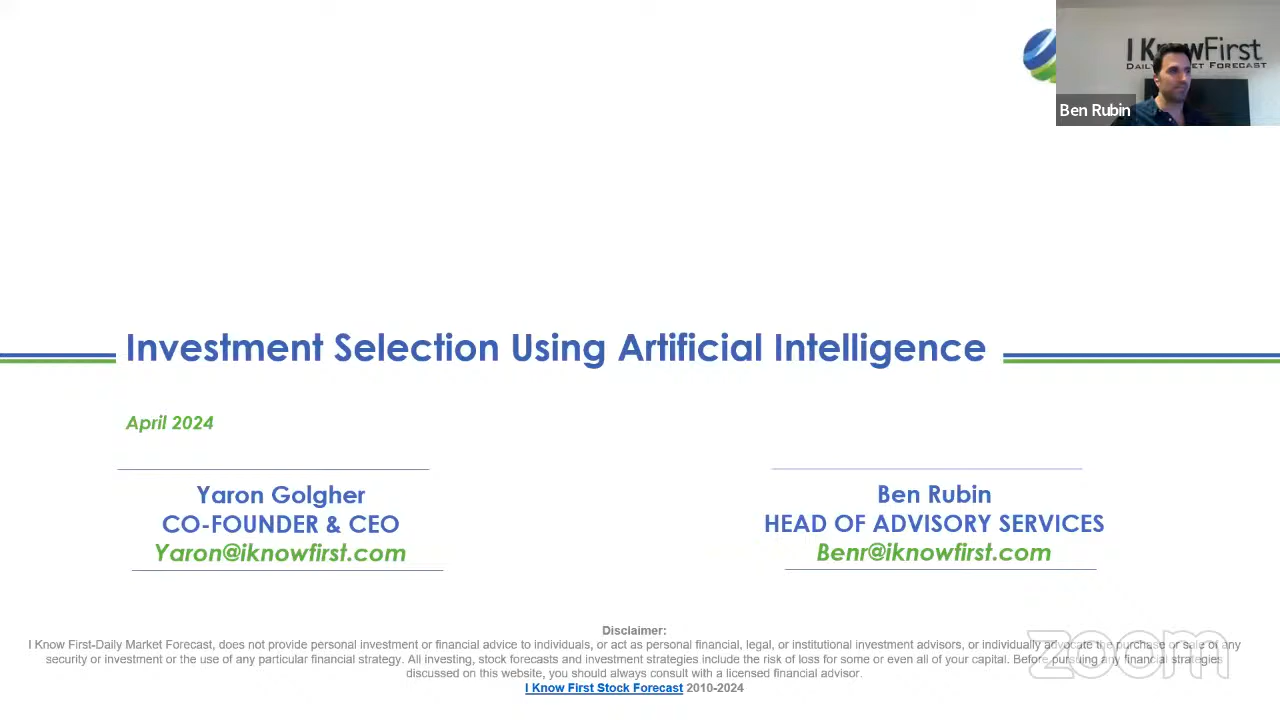 I KnowFirst
DAILY MARKET FORECAST
Ben Rubin
Investment Selection Using Artificial Intelligence
April 2024
Yaron Golgher
CO-FOUNDER & CEO
Yaron@iknowfirst.com
Ben Rubin
HEAD OF ADVISORY SERVICES
Benr@iknowfirst.com
Disclaimer:
I Know First-Daily Market Forecast, does not provide personal investment or financial advice to individuals, or act as personal financial, legal, or institutional investment advisors, or individually advocate the purchase or sale of any
security or investment or the use of any particular financial strategy. All investing, stock forecasts and investment strategies include the risk of loss for some or even all of your capital. Before pursuing any financial strategies
discussed on this website, you should always consult with a licensed financial advisor.
I Know First Stock Forecast 2010-2024
zoom